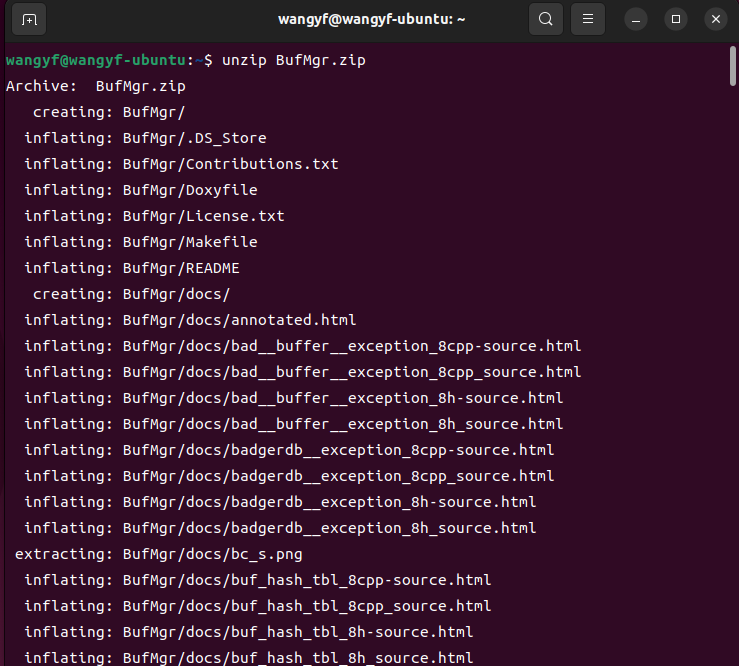 wangyf@wangyf-ubuntu: ~
wangyf@wangyf-ubuntu:~$ unzip BufMgr.zip
Archive:  BufMgr.zip
   creating: BufMgr/
  inflating: BufMgr/.DS_Store
  inflating: BufMgr/Contributions.txt
  inflating: BufMgr/Doxyfile
  inflating: BufMgr/License.txt
  inflating: BufMgr/Makefile
  inflating: BufMgr/README
   creating: BufMgr/docs/
  inflating: BufMgr/docs/annotated.html
  inflating: BufMgr/docs/bad__buffer__exception_8cpp-source.html
  inflating: BufMgr/docs/bad__buffer__exception_8cpp_source.html
  inflating: BufMgr/docs/bad__buffer__exception_8h-source.html
  inflating: BufMgr/docs/bad__buffer__exception_8h_source.html
  inflating: BufMgr/docs/badgerdb__exception_8cpp-source.html
  inflating: BufMgr/docs/badgerdb__exception_8cpp_source.html
  inflating: BufMgr/docs/badgerdb__exception_8h-source.html
  inflating: BufMgr/docs/badgerdb__exception_8h_source.html
 extracting: BufMgr/docs/bc_s.png
  inflating: BufMgr/docs/buf_hash_tbl_8cpp-source.html
  inflating: BufMgr/docs/buf_hash_tbl_8cpp_source.html
  inflating: BufMgr/docs/buf_hash_tbl_8h-source.html
  inflating: BufMgr/docs/buf_hash_tbl_8h_source.html